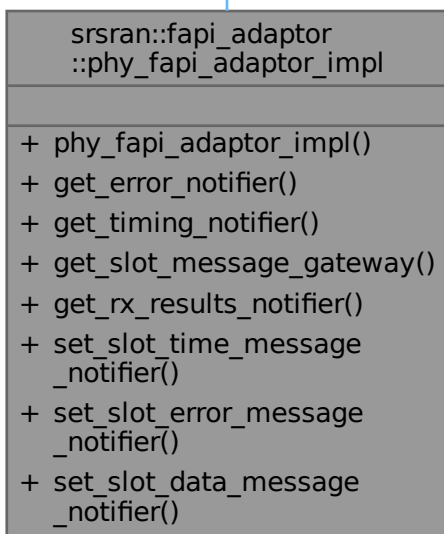 srsran::fapi_adaptor
::phy_fapi_adaptor_impl
+ phy_fapi_adaptor_impl()
+ get_error_notifier()
+ get_timing_notifier()
+ get_slot_message_gateway()
+ get_rx_results_notifier()
+ set_slot_time_message
_notifier()
+ set_slot_error_message
_notifier()
+ set_slot_data_message
_notifier()